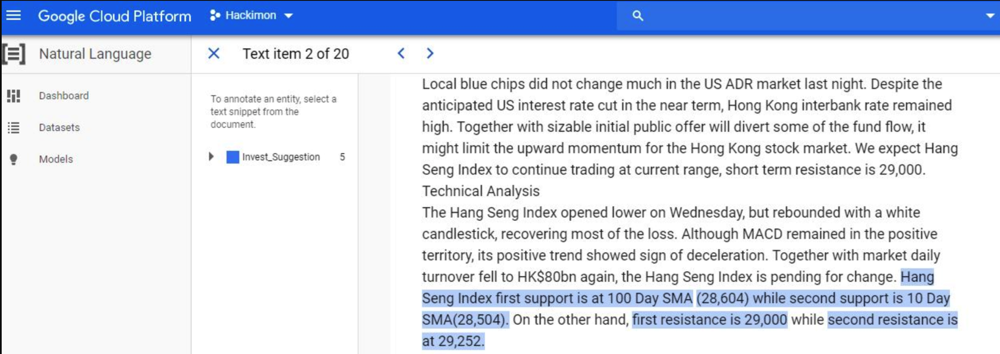 Google Cloud Platform
Hackimon
Natural Language
Text item 2 of 20
Dashboard
Datasets
Models
To annotate an entity, select a
text snippet from the
document.
Invest_Suggestion 5
Local blue chips did not change much in the US ADR market last night. Despite the
anticipated US interest rate cut in the near term, Hong Kong interbank rate remained
high. Together with sizable initial public offer will divert some of the fund flow, it
might limit the upward momentum for the Hong Kong stock market. We expect Hang
Seng Index to continue trading at current range, short term resistance is 29,000.
Technical Analysis
The Hang Seng Index opened lower on Wednesday, but rebounded with a white
candlestick, recovering most of the loss. Although MACD remained in the positive
territory, its positive trend showed sign of deceleration. Together with market daily
turnover fell to HK$80bn again, the Hang Seng Index is pending for change. Hang
Seng Index first support is at 100 Day SMA (28,604) while second support is 10 Day
SMA(28,504). On the other hand, first resistance is 29,000 while second resistance is
at 29,252.